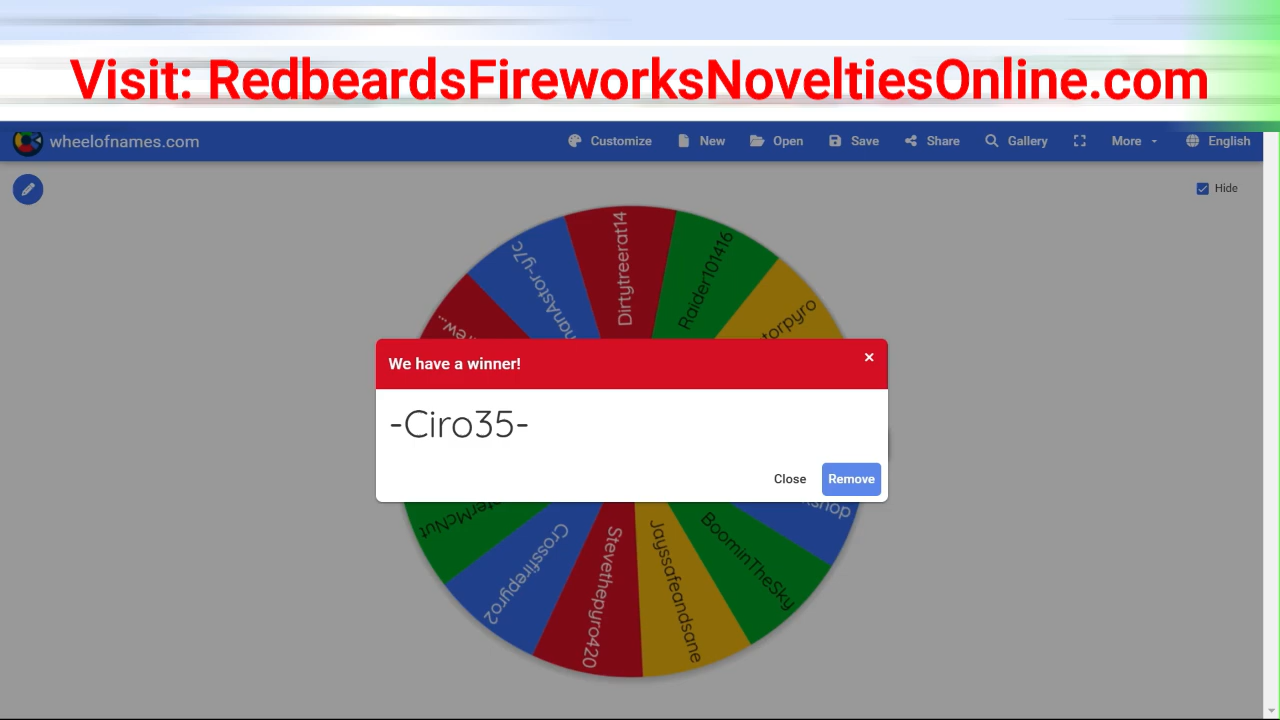 Visit: RedbeardsFireworksNoveltiesOnline.com
wheelofnames.com
Customize
New
Open
Save
Share
Gallery
More
English
Hide
Dirtytreerat14
Raider101416
We have a winner!
-Ciro35-
Close
Remove
Crossfirepyro2
Stevethepyro420
Jayssafeandsane
BoomInTheSky